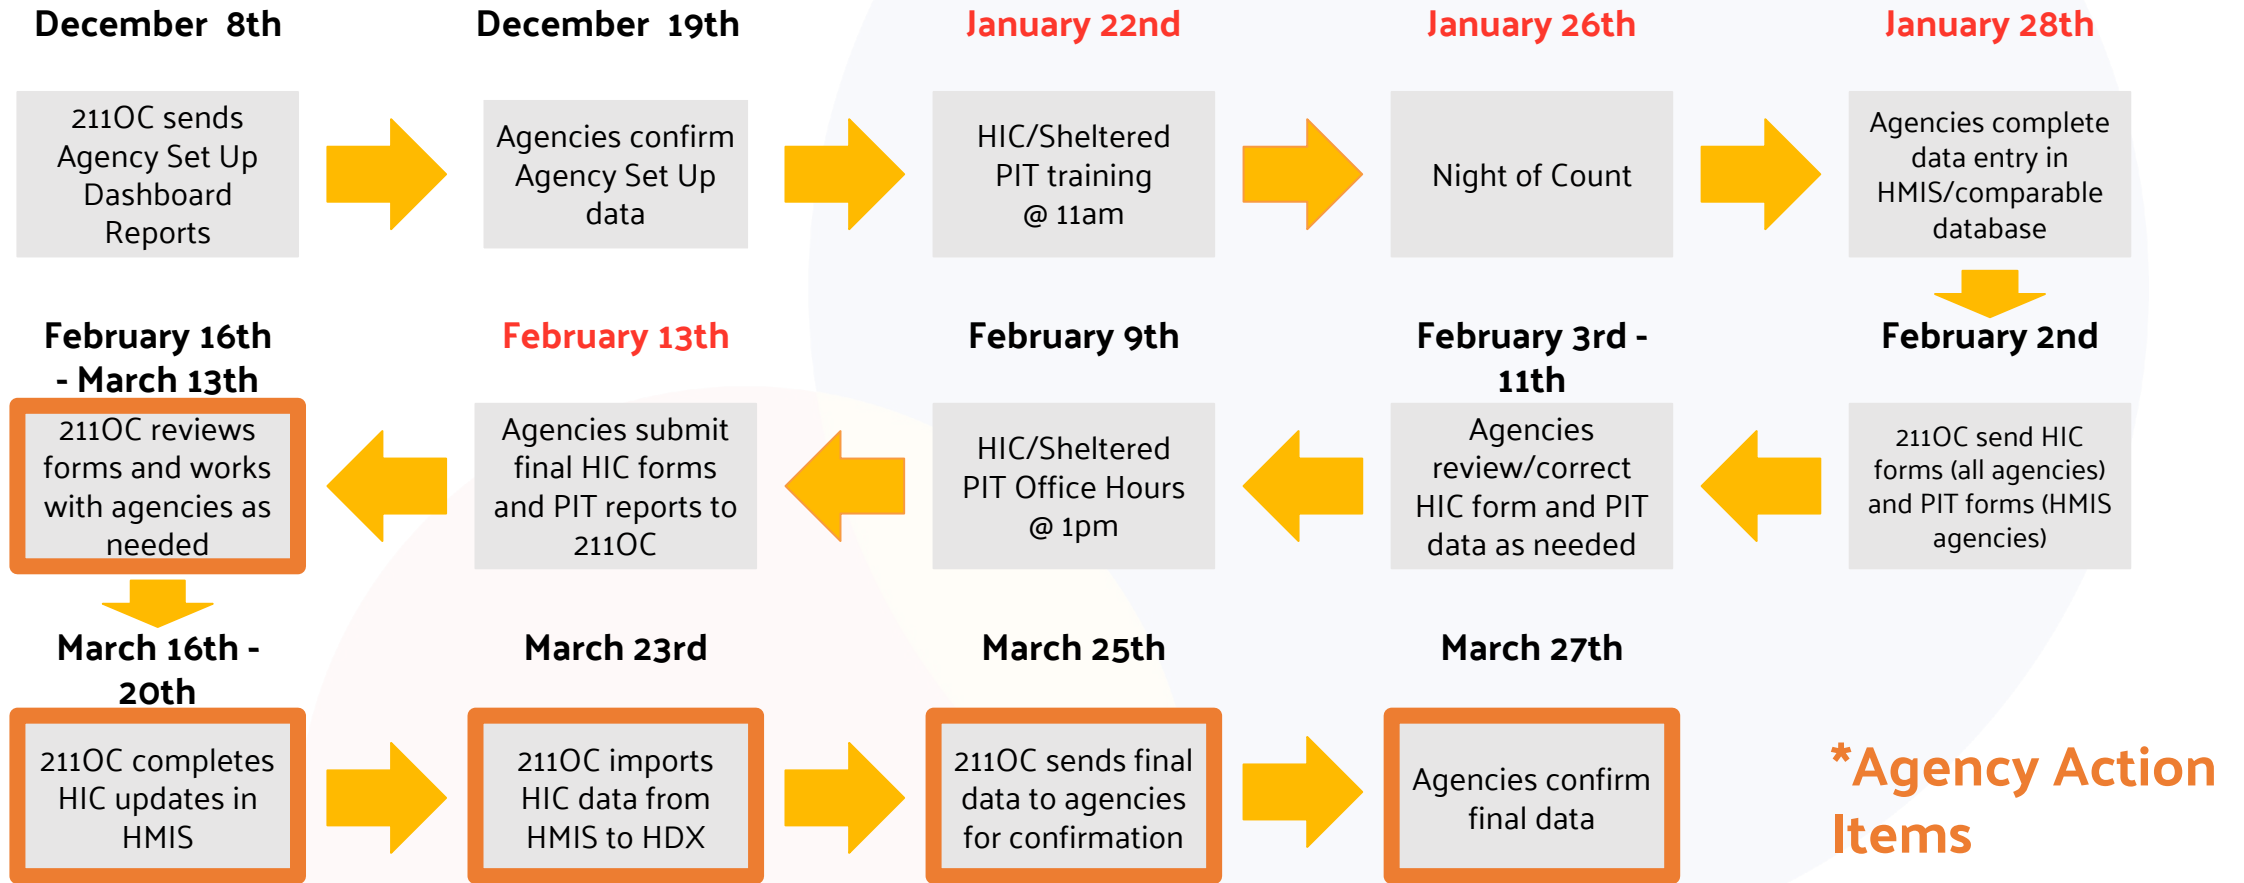 December 8th
211OC sends
Agency Set Up
Dashboard
Reports
December 19th
Agencies confirm
Agency Set Up
data
January 22nd
HIC/Sheltered
PIT training
@ 11am
January 26th
Night of Count
January 28th
Agencies complete
data entry in
HMIS/comparable
database
February 2nd
211OC send HIC
forms (all agencies)
and PIT forms (HMIS
agencies)
February 3rd -
11th
Agencies
review/correct
HIC form and PIT
data as needed
February 9th
HIC/Sheltered
PIT Office Hours
@ 1pm
February 13th
Agencies submit
final HIC forms
and PIT reports to
211OC
February 16th
- March 13th
211OC reviews
forms and works
with agencies as
needed
March 16th -
20th
211OC completes
HIC updates in
HMIS
March 23rd
211OC imports
HIC data from
HMIS to HDX
March 25th
211OC sends final
data to agencies
for confirmation
March 27th
Agencies confirm
final data
*Agency Action
Items